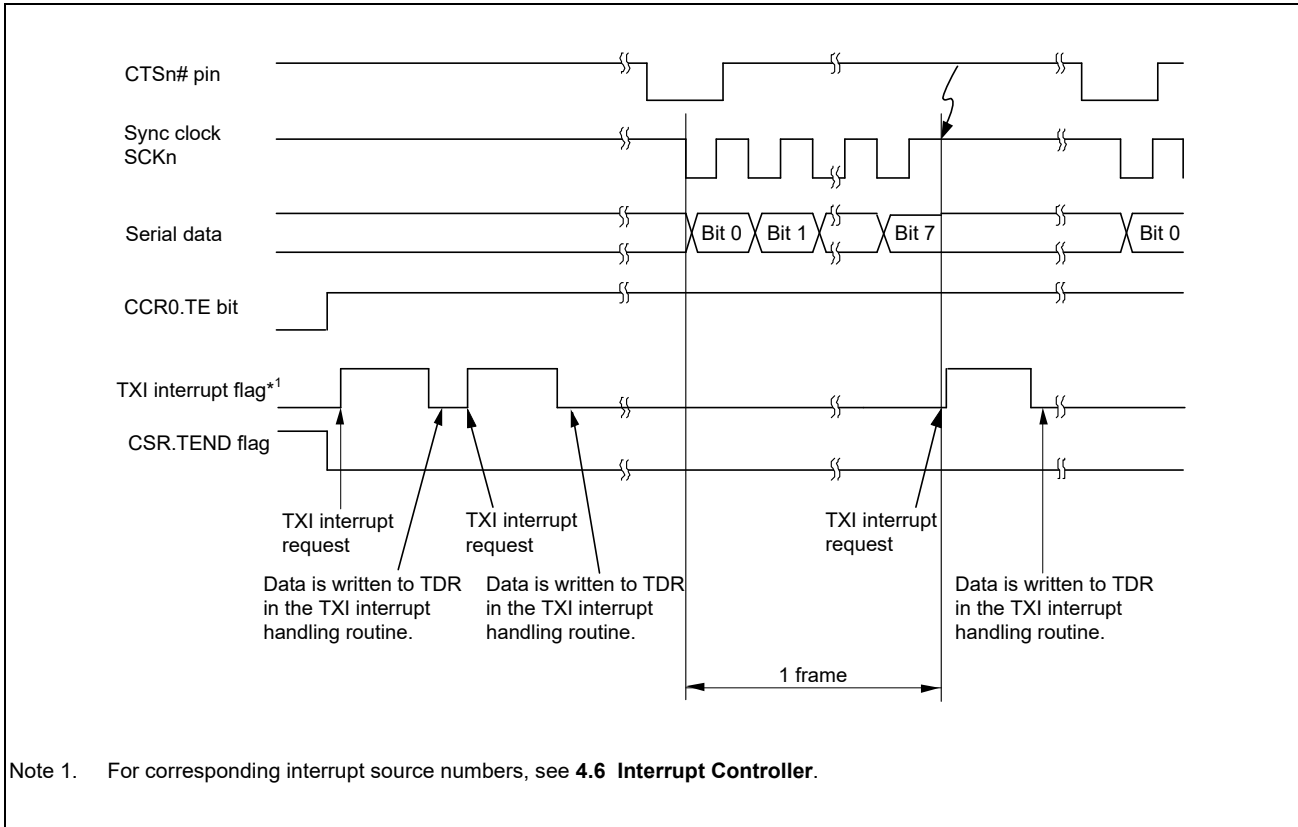 CTSn# pin
Sync clock
SCKn
Serial data
Bit 0
Bit 1
Bit 7
Bit 0
CCR0.TE bit
TXI interrupt flag*1
CSR.TEND flag
TXI interrupt
request
TXI interrupt
request
TXI interrupt
request
Data is written to TDR
in the TXI interrupt
handling routine.
Data is written to TDR
in the TXI interrupt
handling routine.
Data is written to TDR
in the TXI interrupt
handling routine.
1 frame
Note 1. For corresponding interrupt source numbers, see 4.6 Interrupt Controller.